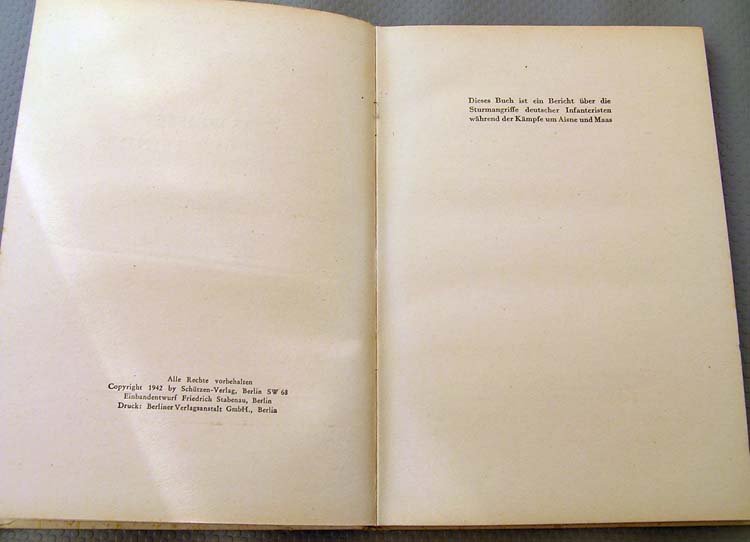 Alle Rechte vorbehalten
Copyright 1942 by Schützen-Verlag, Berlin SW 68
Einbandentwurf Friedrich Stabenau, Berlin
Druck: Berliner Verlagsanstalt GmbH., Berlin
Dieses Buch ist ein Bericht über die
Sturmangriffe deutscher Infanteristen
während der Kämpfe um Aisne und Maas